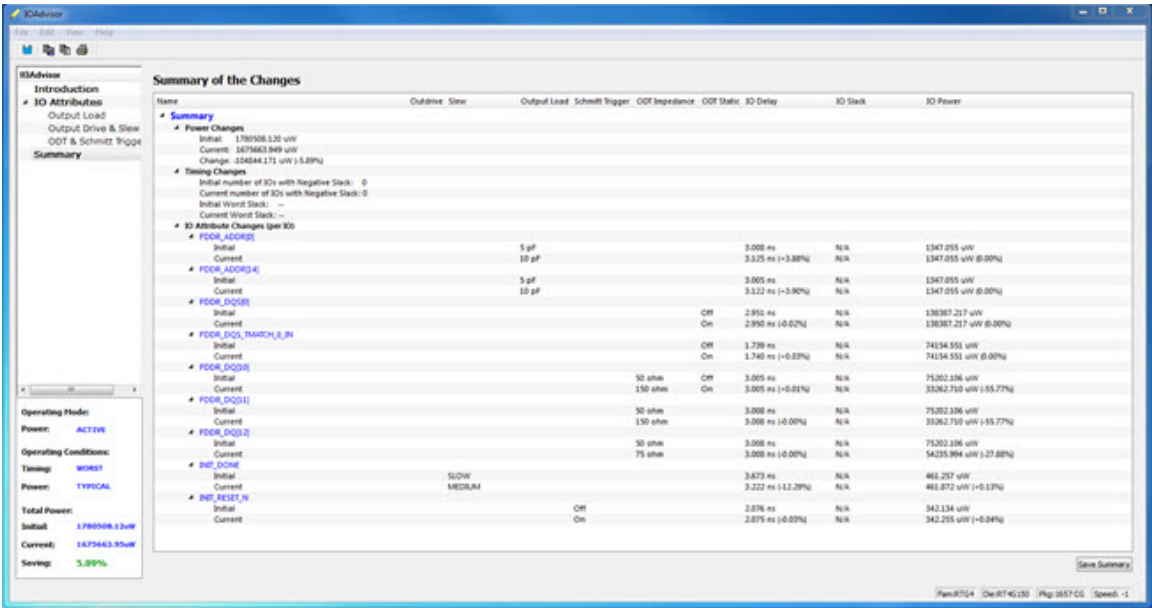 IOAdvisor
File Edit View Help
IOAdvisor
Introduction
IO Attributes
Output Load
Output Drive & Slew
ODT & Schmitt Trigge
Summary
Operating Mode:
Power: ACTIVE
Operating Conditions:
Timing: WORST
Power: TYPICAL
Total Power:
Initial: 1780508.12uW
Current: 1675663.95uW
Saving: 5.89%
Summary of the Changes
Name Outdrive Slew Output Load Schmitt Trigger ODT Impedance ODT Static IO Delay IO Slack IO Power
Summary
Power Changes
Initial: 1780508.120 uW
Current: 1675663.949 uW
Change: -104844.171 uW (-5.89%)
Timing Changes
Initial number of IOs with Negative Slack: 0
Current number of IOs with Negative Slack: 0
Initial Worst Slack: --
Current Worst Slack: --
IO Attribute Changes (per IO)
FDDR_ADDR[0]
Initial 5 pF 3.008 ns N/A 1347.055 uW
Current 10 pF 3.125 ns (+3.88%) N/A 1347.055 uW (0.00%)
FDDR_ADDR[14]
Initial 5 pF 3.005 ns N/A 1347.055 uW
Current 10 pF 3.122 ns (+3.90%) N/A 1347.055 uW (0.00%)
FDDR_DQS[0]
Initial Off 2.951 ns N/A 138387.217 uW
Current On 2.950 ns (-0.02%) N/A 138387.217 uW (0.00%)
FDDR_DQS_TMATCH_0_IN
Initial Off 1.739 ns N/A 74154.551 uW
Current On 1.740 ns (+0.03%) N/A 74154.551 uW (0.00%)
FDDR_DQ[10]
Initial 50 ohm Off 3.005 ns N/A 75202.106 uW
Current 150 ohm On 3.005 ns (+0.01%) N/A 33262.710 uW (-55.77%)
FDDR_DQ[11]
Initial 50 ohm 3.008 ns N/A 75202.106 uW
Current 150 ohm 3.008 ns (-0.00%) N/A 33262.710 uW (-55.77%)
FDDR_DQ[12]
Initial 50 ohm 3.008 ns N/A 75202.106 uW
Current 75 ohm 3.008 ns (-0.00%) N/A 54235.994 uW (-27.88%)
INIT_DONE
Initial SLOW 3.673 ns N/A 461.257 uW
Current MEDIUM 3.222 ns (-12.29%) N/A 461.872 uW (+0.13%)
INIT_RESET_N
Initial Off 2.076 ns N/A 342.134 uW
Current On 2.075 ns (-0.03%) N/A 342.255 uW (+0.04%)
Save Summary
Fam:RTG4 Die:RT4G150 Pkg:1657 CG Speed: -1